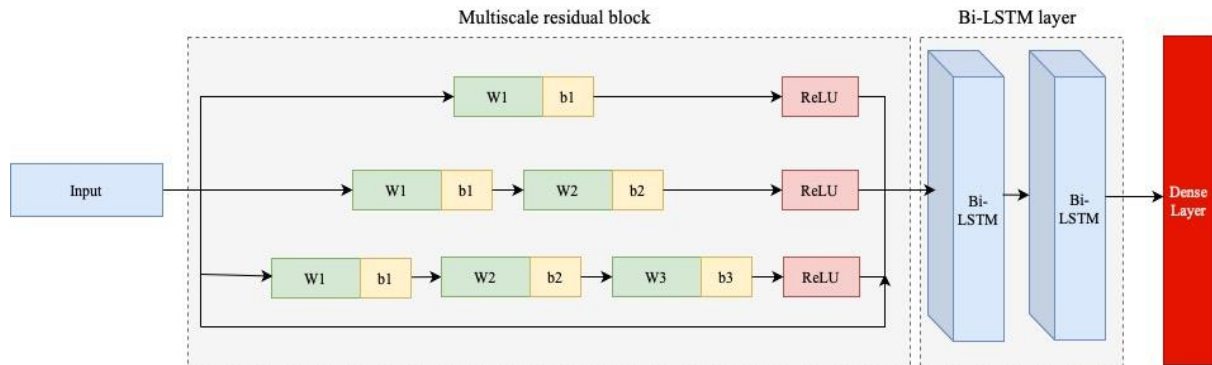 Multiscale residual block
Bi-LSTM layer
W1 b1 ReLU
Input
W1 b1 W2 b2 ReLU
W1 b1 W2 b2 W3 b3 ReLU
Bi-
LSTM
Bi-
LSTM
Dense
Layer